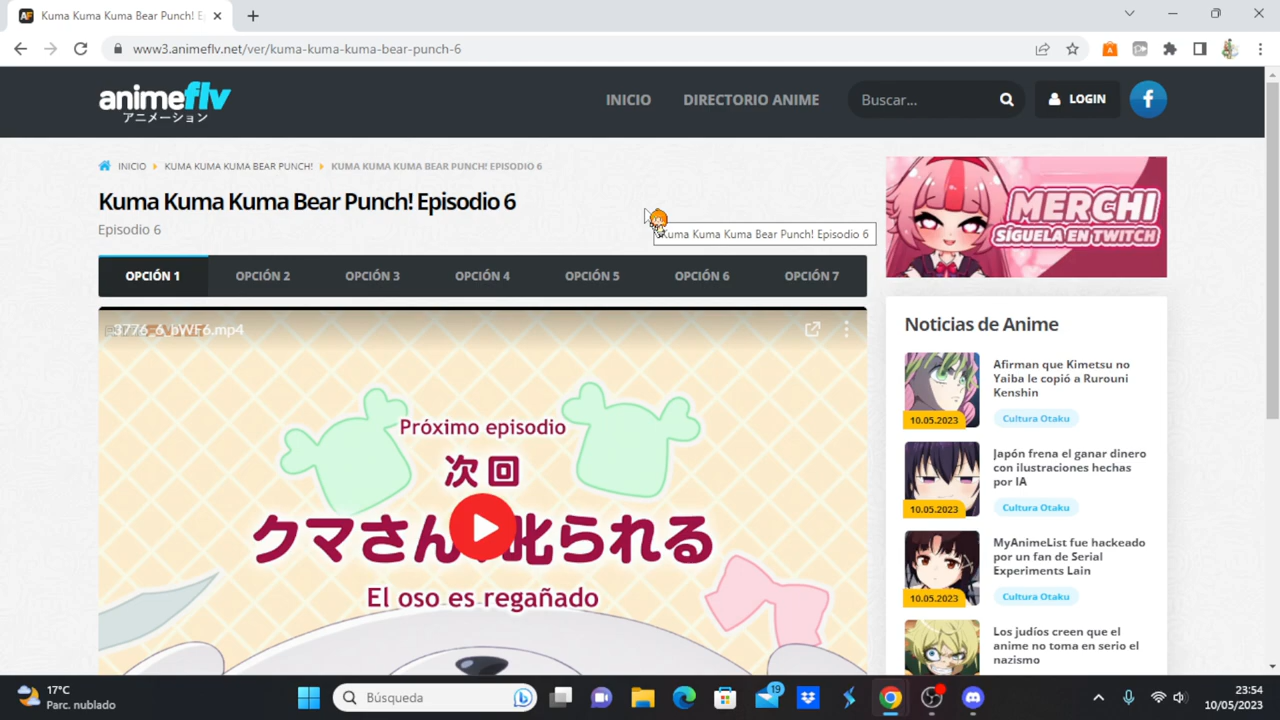 Kuma Kuma Kuma Bear Punch! E
www3.animeflv.net/ver/kuma-kuma-kuma-bear-punch-6
animeflv
アニメーション
INICIO
DIRECTORIO ANIME
Buscar...
LOGIN
INICIO
KUMA KUMA KUMA BEAR PUNCH!
KUMA KUMA KUMA BEAR PUNCH! EPISODIO 6
Kuma Kuma Kuma Bear Punch! Episodio 6
Episodio 6
Kuma Kuma Kuma Bear Punch! Episodio 6
OPCIÓN 1
OPCIÓN 2
OPCIÓN 3
OPCIÓN 4
OPCIÓN 5
OPCIÓN 6
OPCIÓN 7
3776_6_bWF6.mp4
Próximo episodio
次回
クマさん 叱られる
El oso es regañado
MERCHI
SÍGUELA EN TWITCH
Noticias de Anime
Afirman que Kimetsu no
Yaiba le copió a Rurouni
Kenshin
10.05.2023
Cultura Otaku
Japón frena el ganar dinero
con ilustraciones hechas
por IA
10.05.2023
Cultura Otaku
MyAnimeList fue hackeado
por un fan de Serial
Experiments Lain
10.05.2023
Cultura Otaku
Los judíos creen que el
anime no toma en serio el
nazismo
17°C
Parc. nublado
Búsqueda
19
23:54
10/05/2023